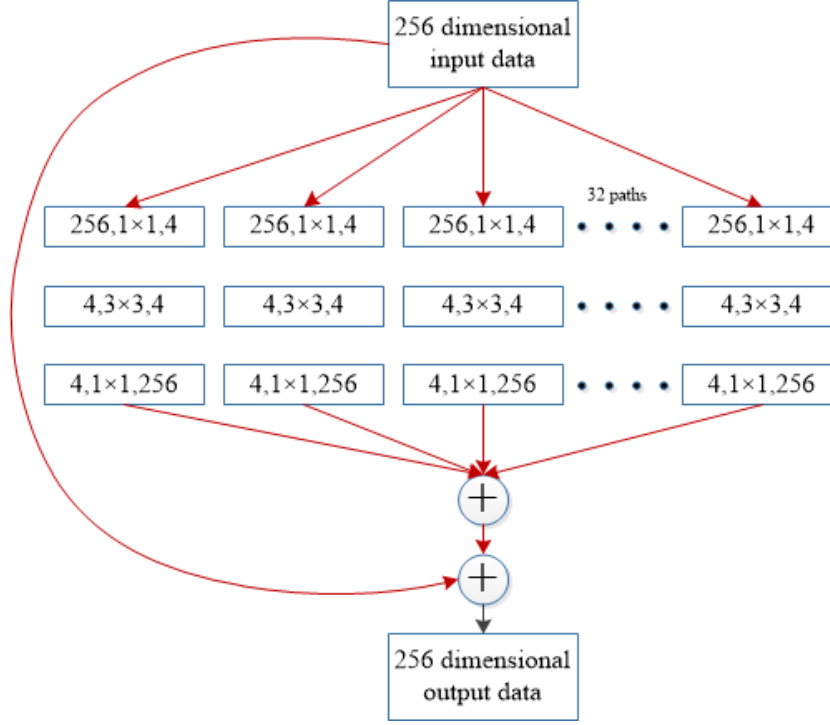 256 dimensional
input data
32 paths
256,1×1,4
256,1×1,4
256,1×1,4
256,1×1,4
4,3×3,4
4,3×3,4
4,3×3,4
4,3×3,4
4,1×1,256
4,1×1,256
4,1×1,256
4,1×1,256
+
+
256 dimensional
output data